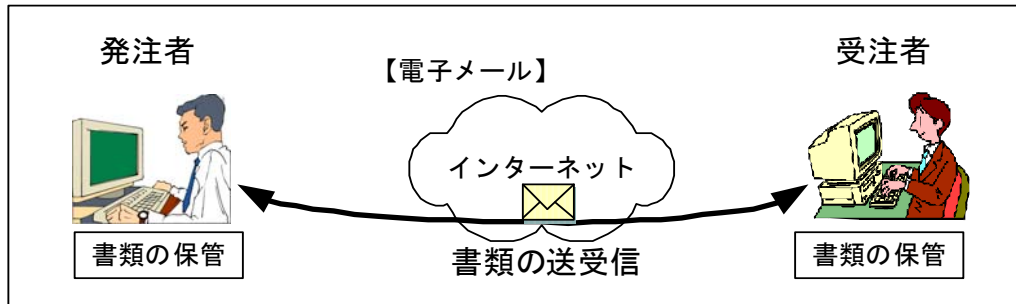 発注者
受注者
【電子メール】
インターネット
書類の送受信
書類の保管
書類の保管